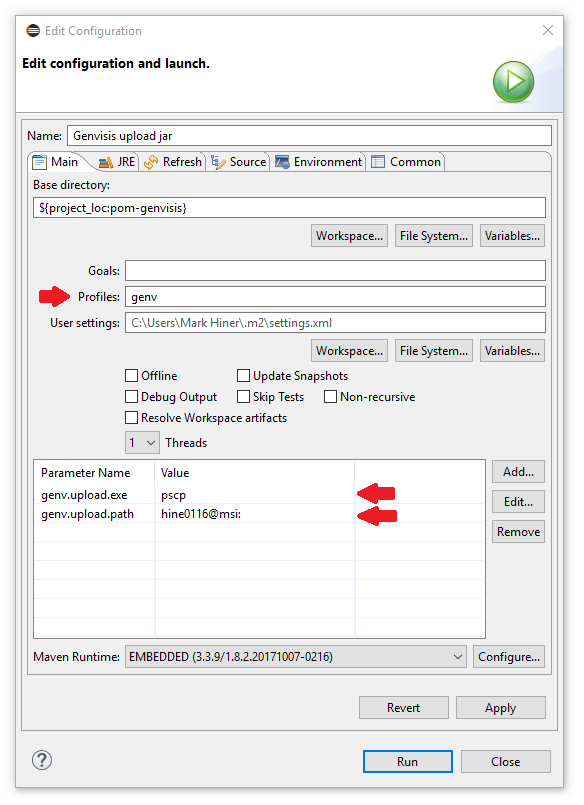 Edit Configuration
Edit configuration and launch.
Name: Genvisis upload jar
Main JRE Refresh Source Environment Common
Base directory:
${project_loc:pom-genvisis}
Workspace... File System... Variables...
Goals:
Profiles: genv
User settings: C:\Users\Mark Hiner\.m2\settings.xml
Workspace... File System... Variables...
Offline Update Snapshots
Debug Output Skip Tests Non-recursive
Resolve Workspace artifacts
1 Threads
Parameter Name Value Add...
genv.upload.exe pscp Edit...
genv.upload.path hine0116@msi:
Remove
Maven Runtime: EMBEDDED (3.3.9/1.8.2.20171007-0216) Configure...
Revert Apply
? Run Close